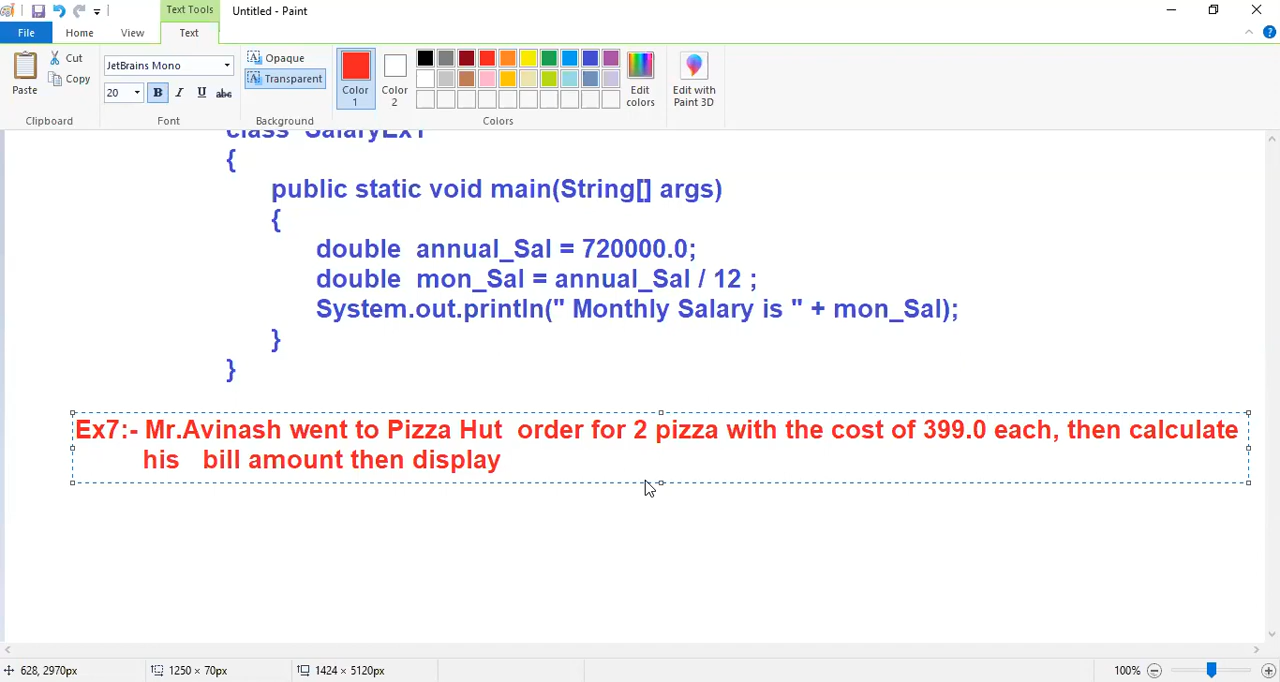 Text Tools
Untitled - Paint
File Home View Text
Paste
Cut
Copy
Clipboard
JetBrains Mono
20 B I U abc
Font
Opaque
Transparent
Background
Color 1
Color 2
Edit colors
Colors
Edit with Paint 3D
class SalaryEx1
{
public static void main(String[] args)
{
double annual_Sal = 720000.0;
double mon_Sal = annual_Sal / 12 ;
System.out.println(" Monthly Salary is " + mon_Sal);
}
}
Ex7:- Mr.Avinash went to Pizza Hut order for 2 pizza with the cost of 399.0 each, then calculate
his bill amount then display
628, 2970px
1250 × 70px
1424 × 5120px
100%